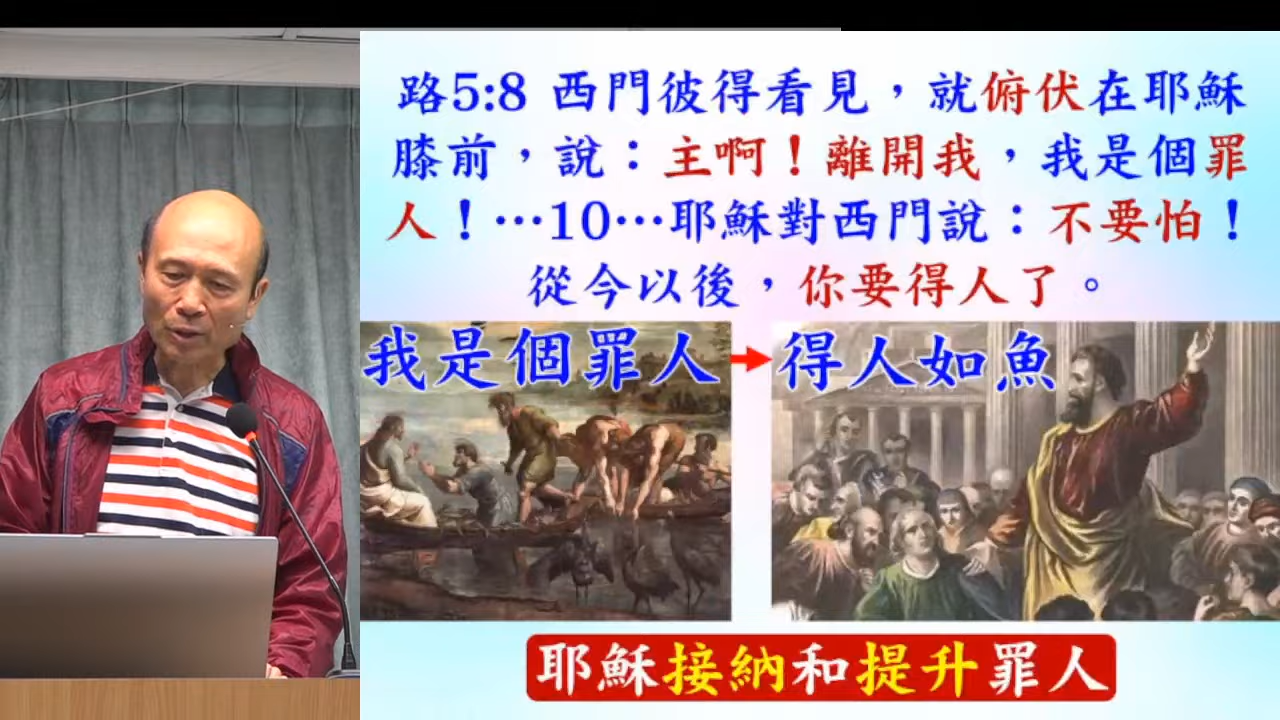 路5:8 西門彼得看見，就俯伏在耶穌
膝前，說：主啊！離開我，我是個罪
人！…10…耶穌對西門說：不要怕！
從今以後，你要得人了。
我是個罪人
得人如魚
耶穌接納和提升罪人